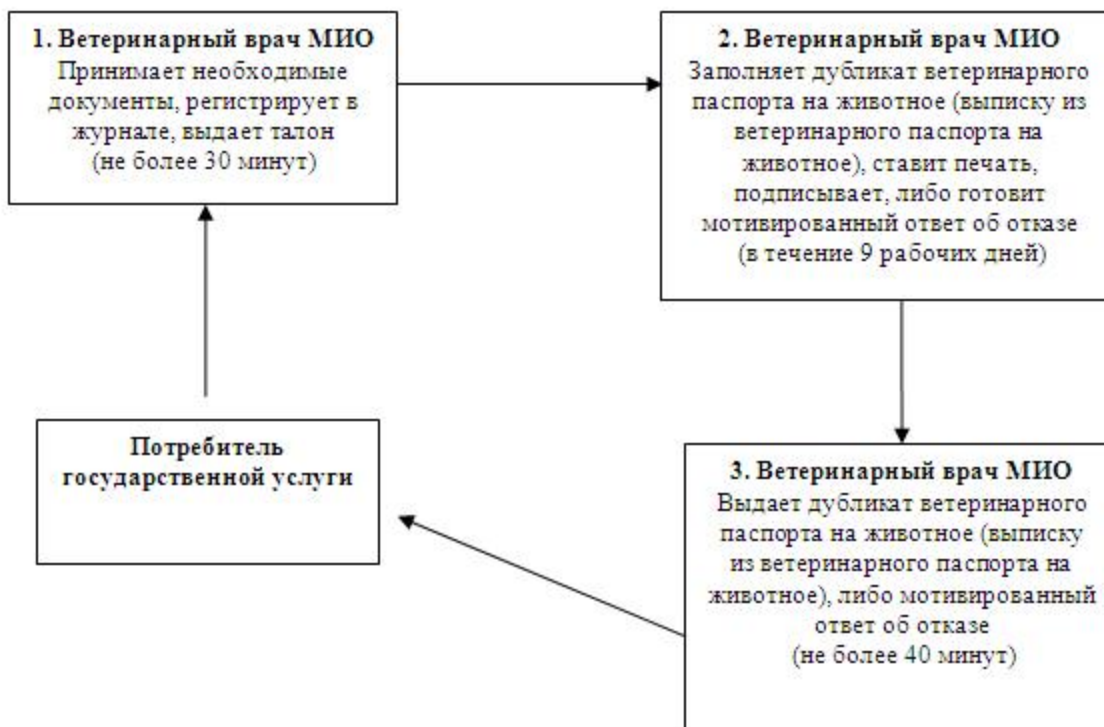 1. Ветеринарный врач МИО
Принимает необходимые
документы, регистрирует в
журнале, выдает талон
(не более 30 минут)
2. Ветеринарный врач МИО
Заполняет дубликат ветеринарного
паспорта на животное (выписку из
ветеринарного паспорта на
животное), ставит печать,
подписывает, либо готовит
мотивированный ответ об отказе
(в течение 9 рабочих дней)
Потребитель
государственной услуги
3. Ветеринарный врач МИО
Выдает дубликат ветеринарного
паспорта на животное (выписку
из ветеринарного паспорта на
животное), либо мотивированный
ответ об отказе
(не более 40 минут)